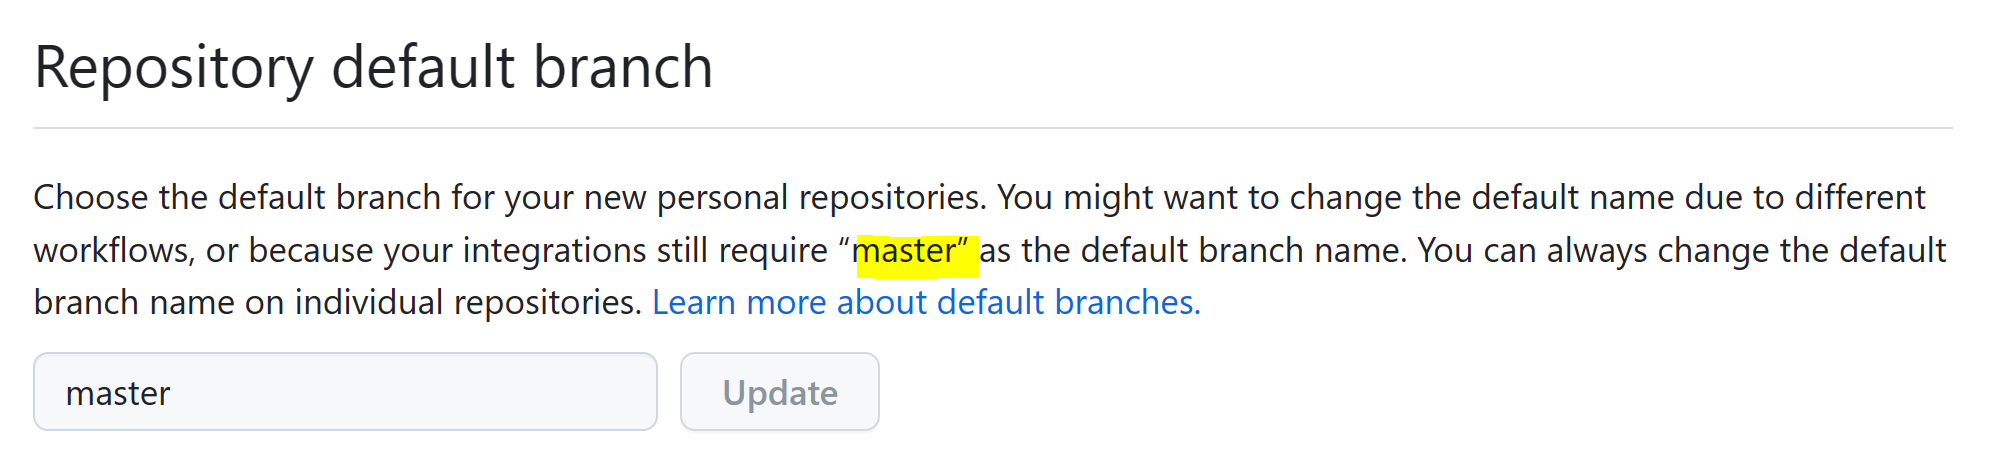 Repository default branch
Choose the default branch for your new personal repositories. You might want to change the default name due to different
workflows, or because your integrations still require “master” as the default branch name. You can always change the default
branch name on individual repositories. Learn more about default branches.
master
Update